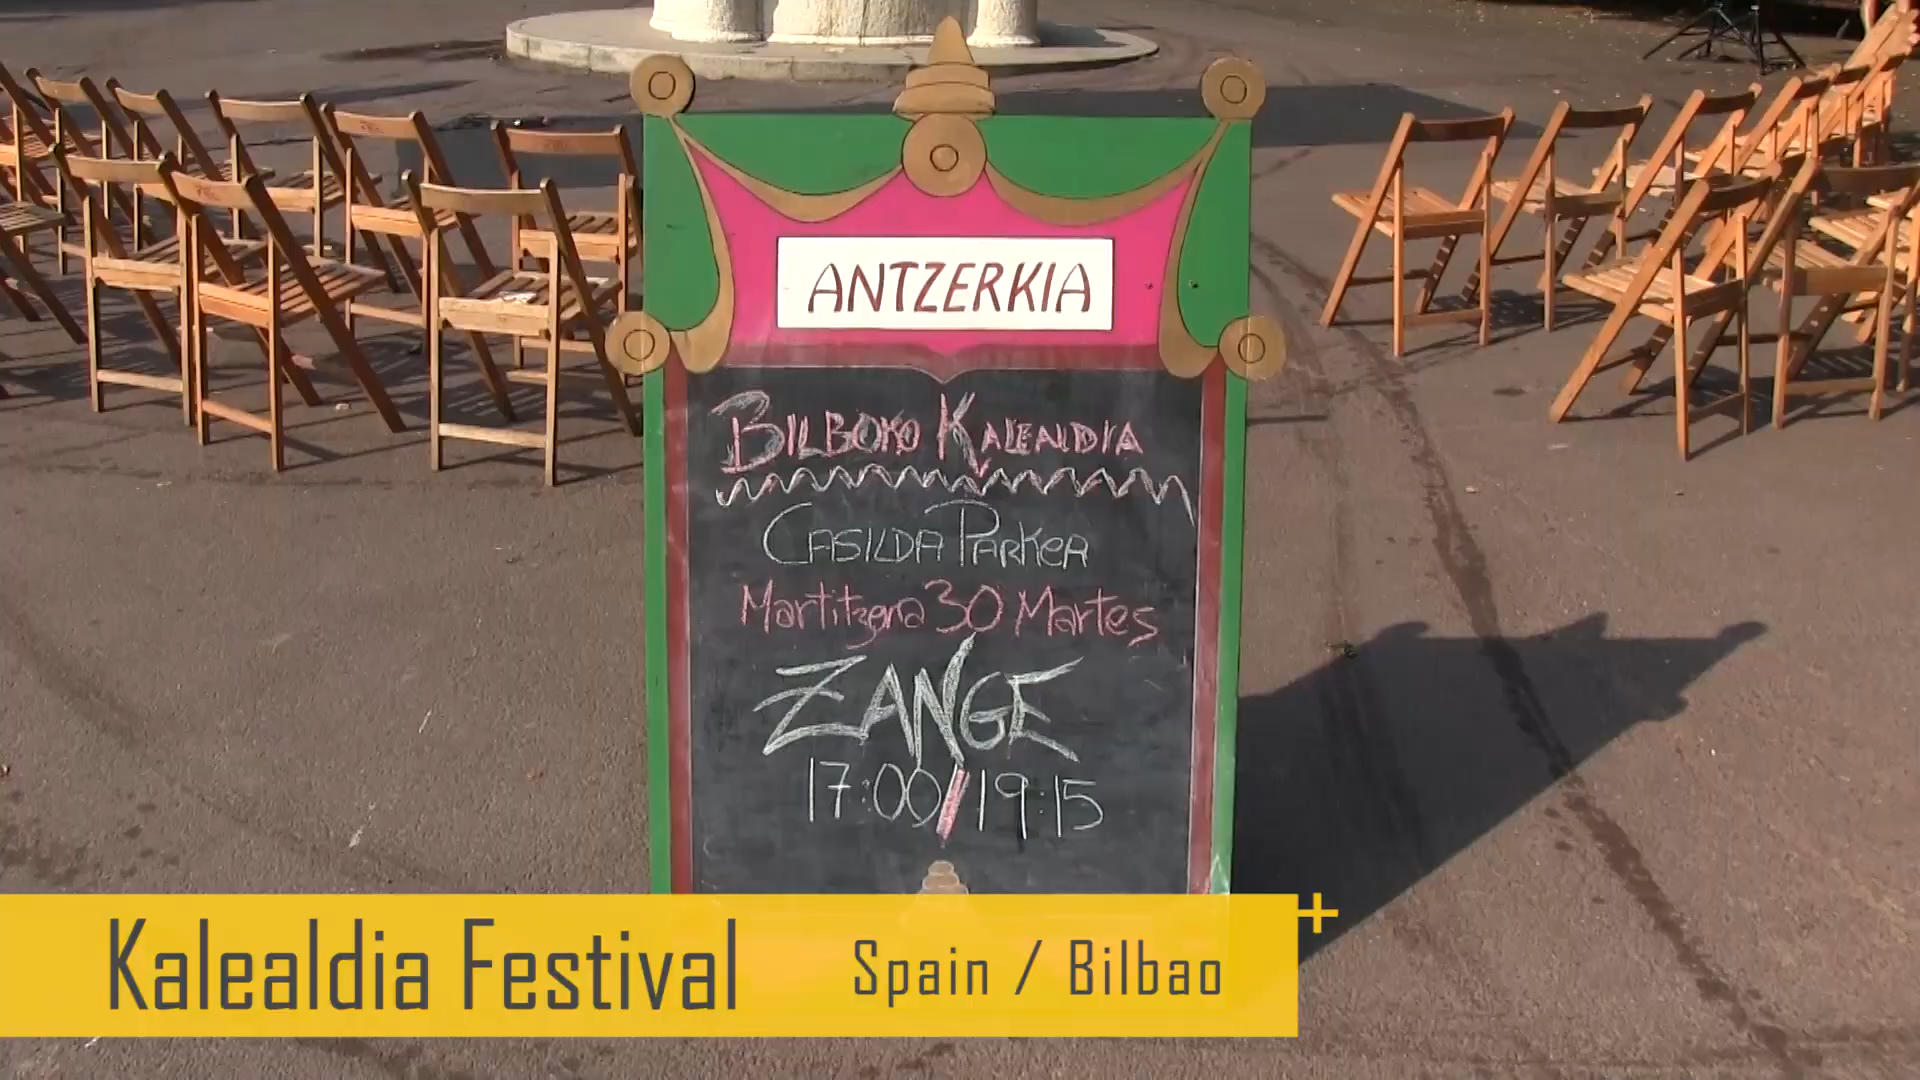 ANTZERKIA
BILBOKO KALEALDIA
CASILDA PARKER
Martitzena 30 Martes
ZANGE
17:00/19:15
Kalealdia Festival Spain / Bilbao